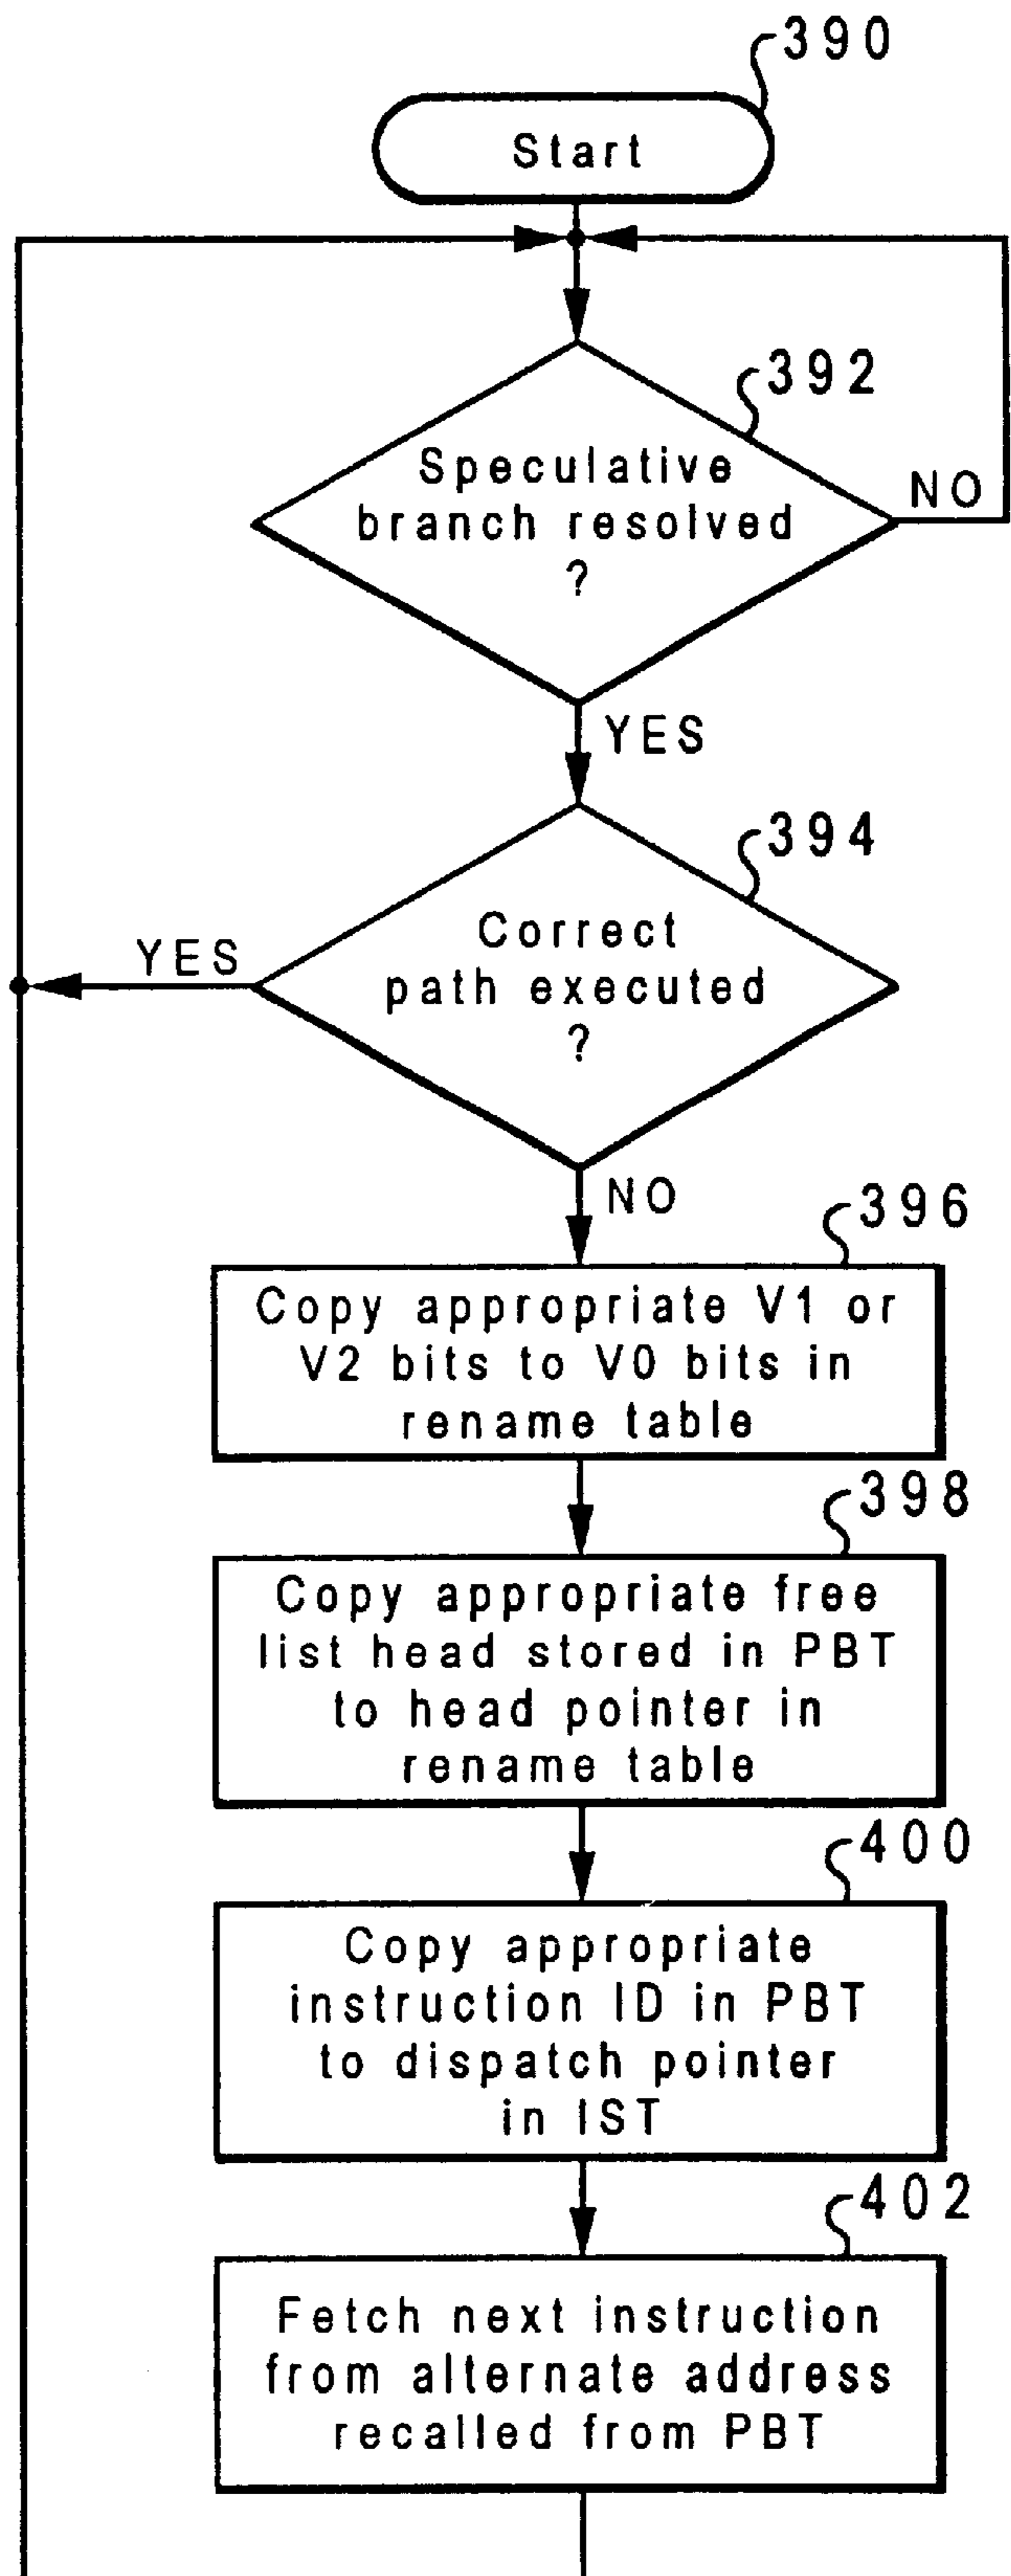 390
Start
392
Speculative
branch resolved
?
NO
YES
394
Correct
path executed
?
YES
NO
396
Copy appropriate V1 or
V2 bits to V0 bits in
rename table
398
Copy appropriate free
list head stored in PBT
to head pointer in
rename table
400
Copy appropriate
instruction ID in PBT
to dispatch pointer
in IST
402
Fetch next instruction
from alternate address
recalled from PBT